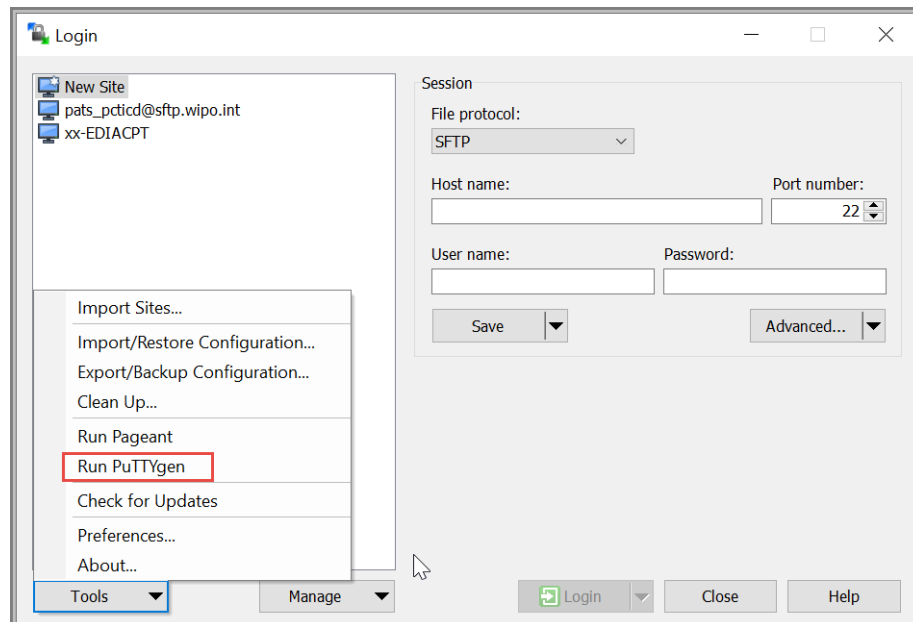 Login
New Site
pats_pcticd@sftp.wipo.int
xx-EDIACPT
Session
File protocol:
SFTP
Host name:
Port number:
22
User name:
Password:
Save
Advanced...
Import Sites...
Import/Restore Configuration...
Export/Backup Configuration...
Clean Up...
Run Pageant
Run PuTTYgen
Check for Updates
Preferences...
About...
Tools
Manage
Login
Close
Help